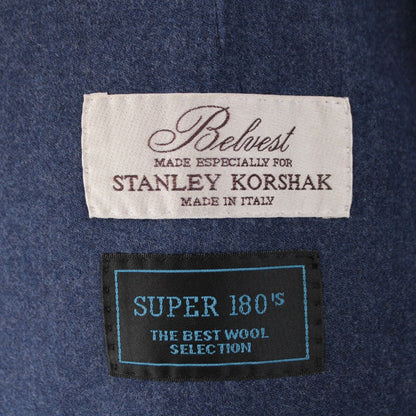 Belvest
MADE ESPECIALLY FOR
STANLEY KORSHAK
MADE IN ITALY
SUPER 180'S
THE BEST WOOL
SELECTION